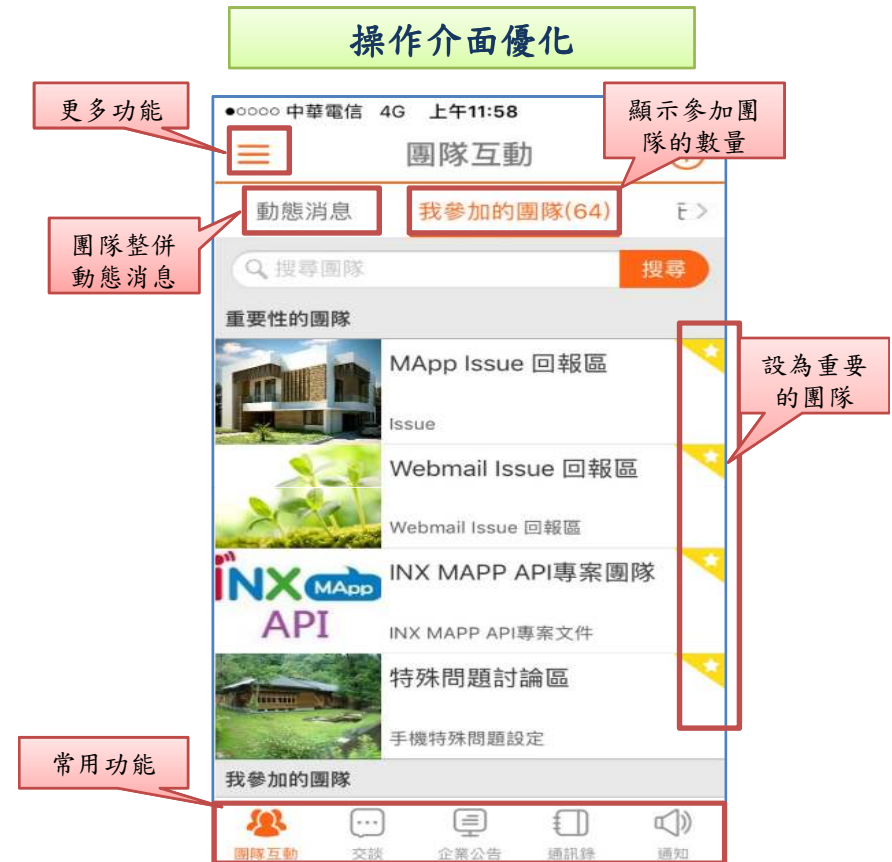 操作介面優化
更多功能
中華電信 4G 上午11:58
顯示參加團
隊的數量
團隊互動
動態消息
我參加的團隊(64)
團隊整併
動態消息
搜尋團隊
搜尋
重要性的團隊
MApp Issue 回報區
Issue
設為重要
的團隊
Webmail Issue 回報區
Webmail Issue 回報區
iNX MApp
API
INX MAPP API專案團隊
INX MAPP API專案文件
特殊問題討論區
手機特殊問題設定
常用功能
我參加的團隊
團隊互動
交談
企業公告
通訊錄
通知